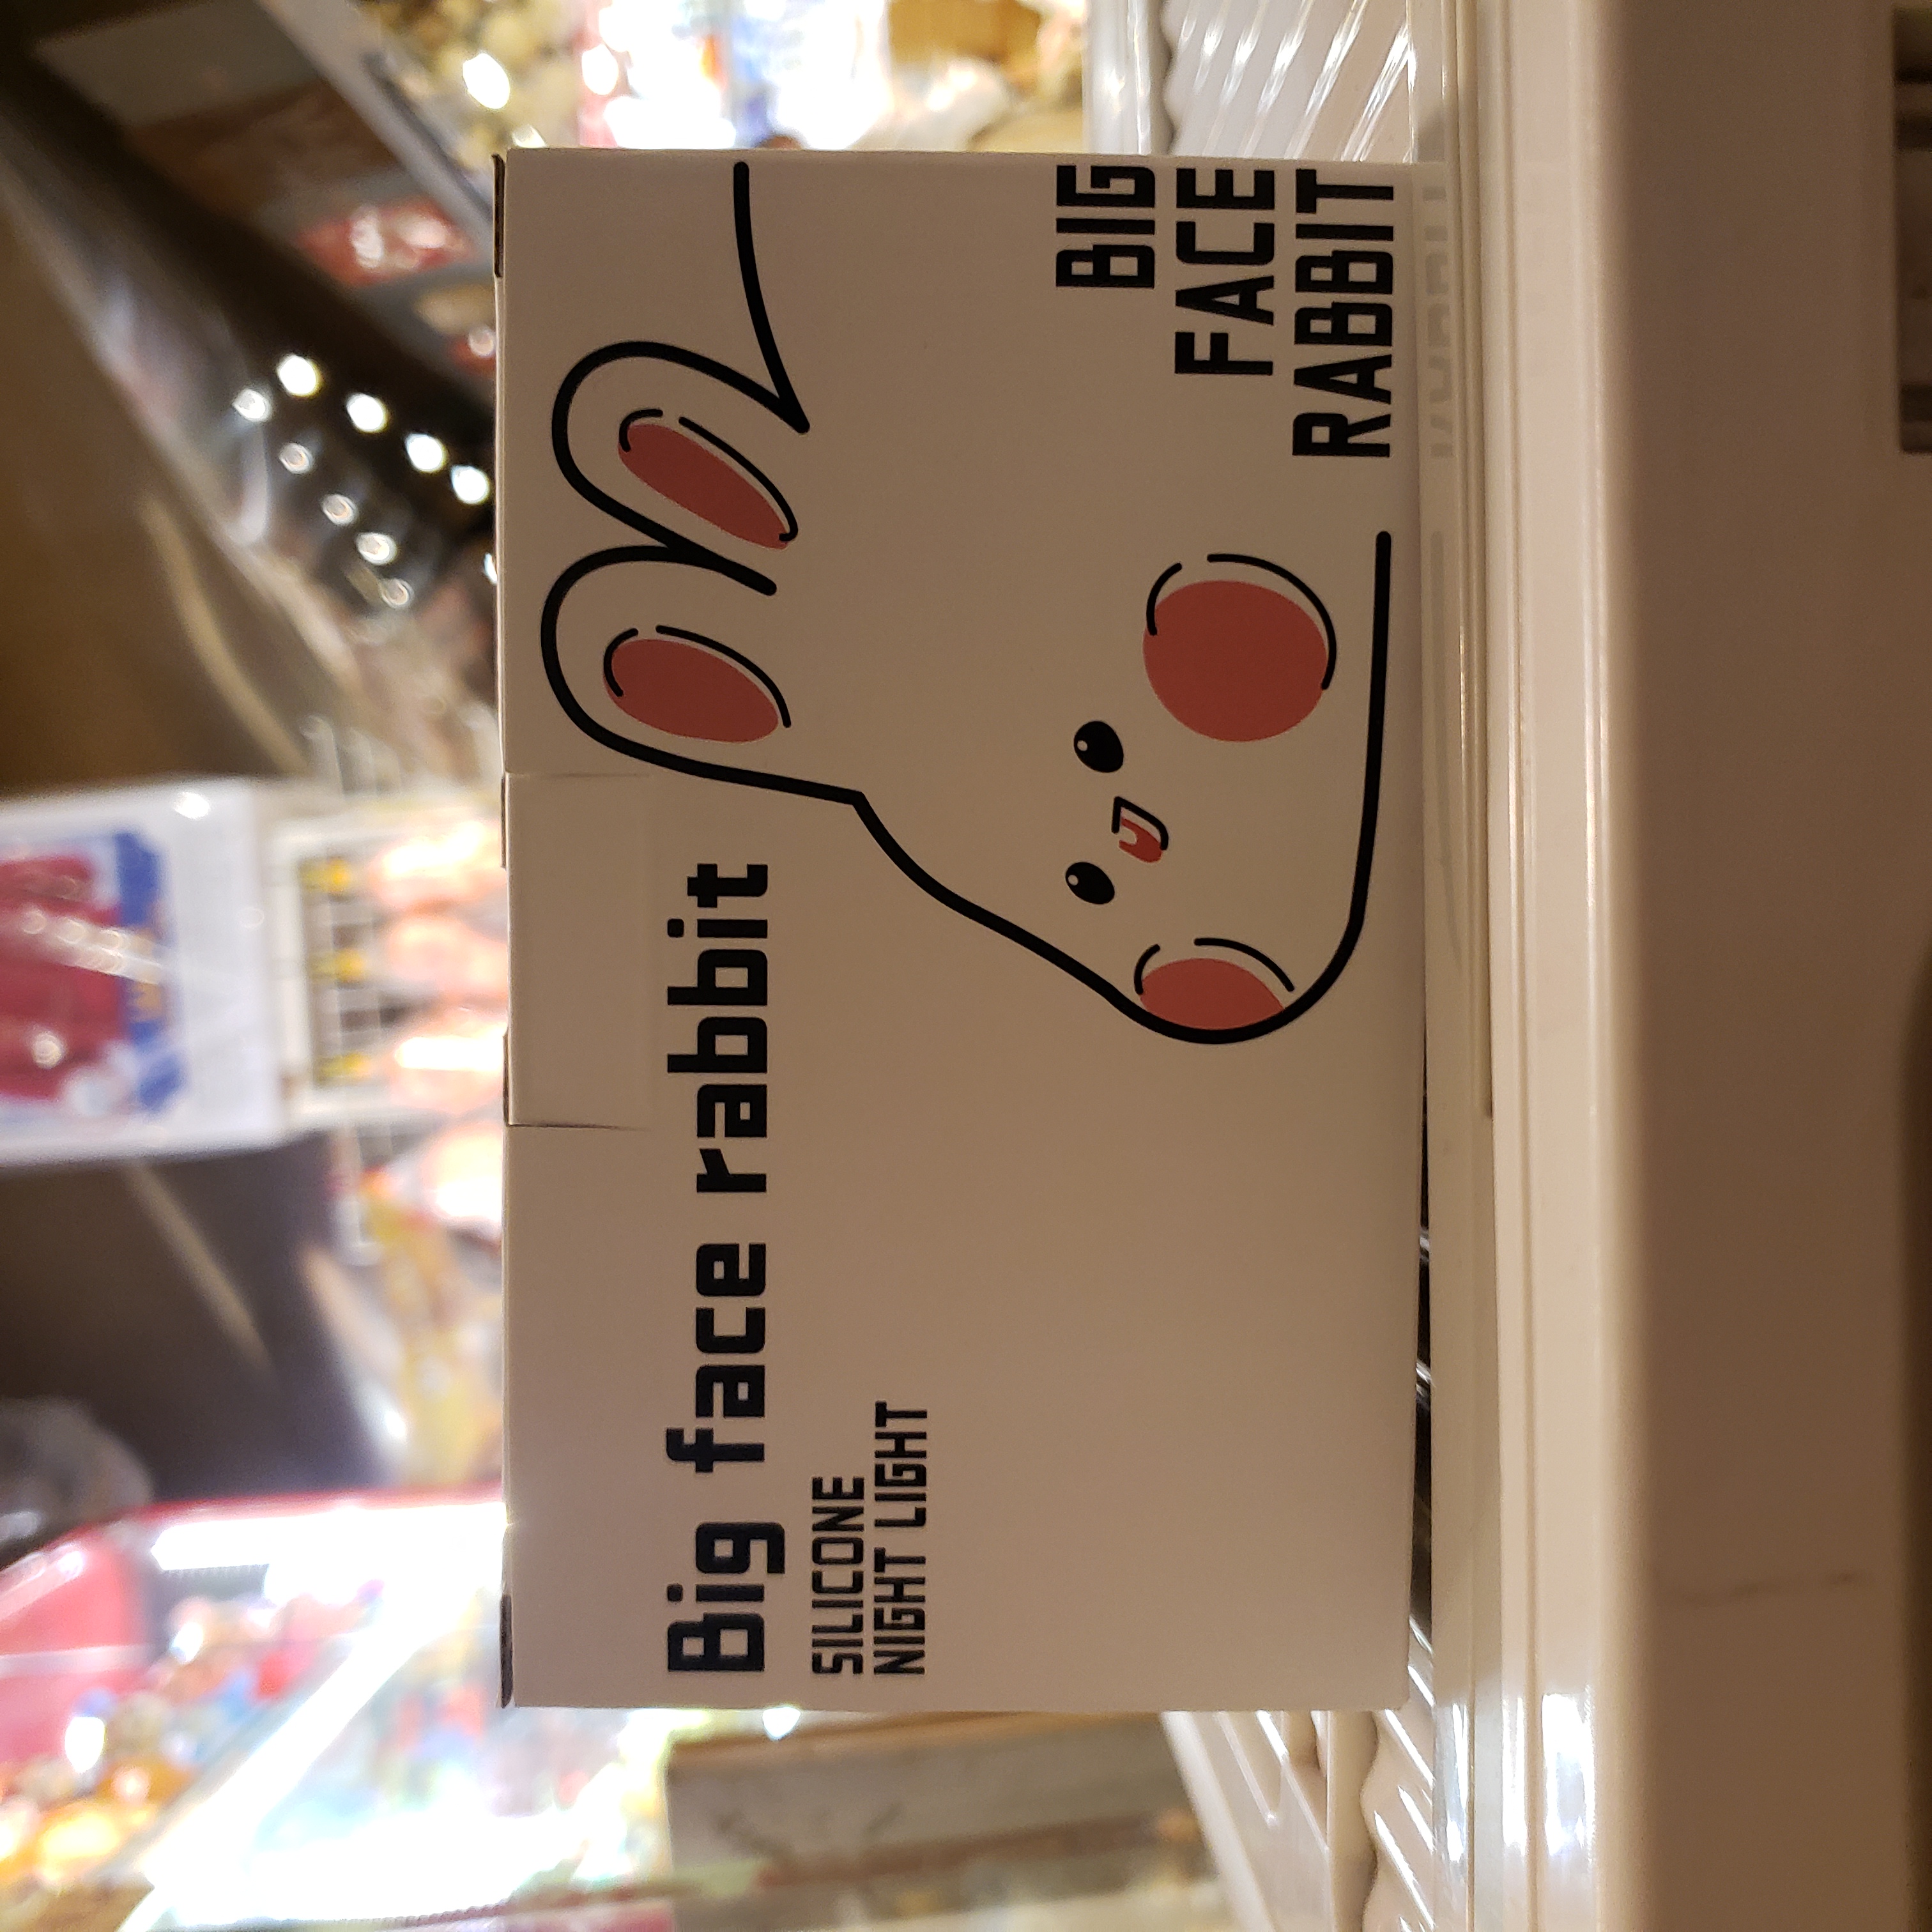 Big face rabbit
SILICONE
NIGHT LIGHT
BIG
FACE
RABBIT